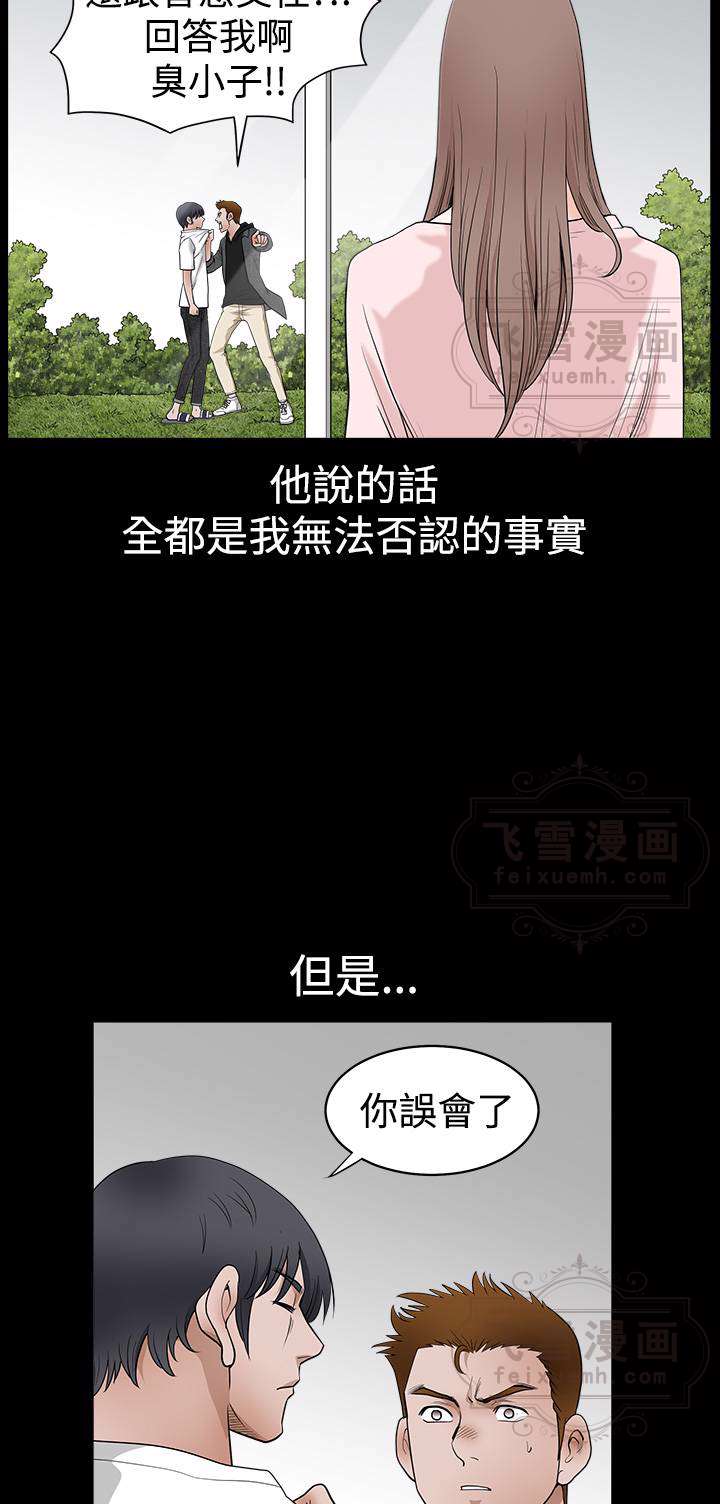 回答我啊
臭小子!!
飞雪漫画
feixuemh.com
他說的話
全都是我無法否認的事實
飞雪漫画
feixuemh.com
但是...
你誤會了
飞雪漫画
feixuemh.com